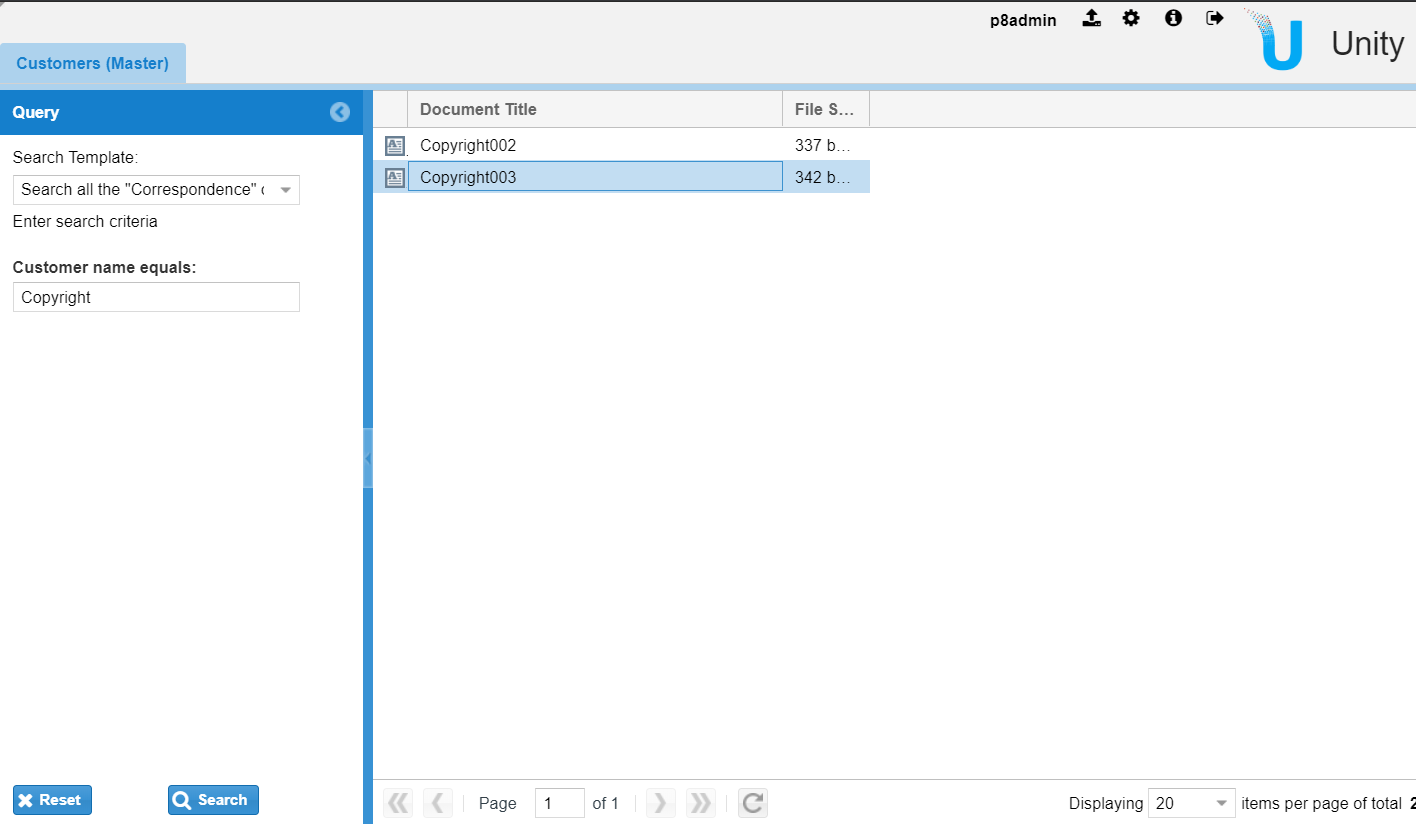 p8admin
Unity
Customers (Master)
Query
Search Template:
Search all the "Correspondence"
Enter search criteria
Customer name equals:
Copyright
Reset
Search
Document Title File S...
Copyright002 337 b...
Copyright003 342 b...
Page 1 of 1
Displaying 20 items per page of total 2